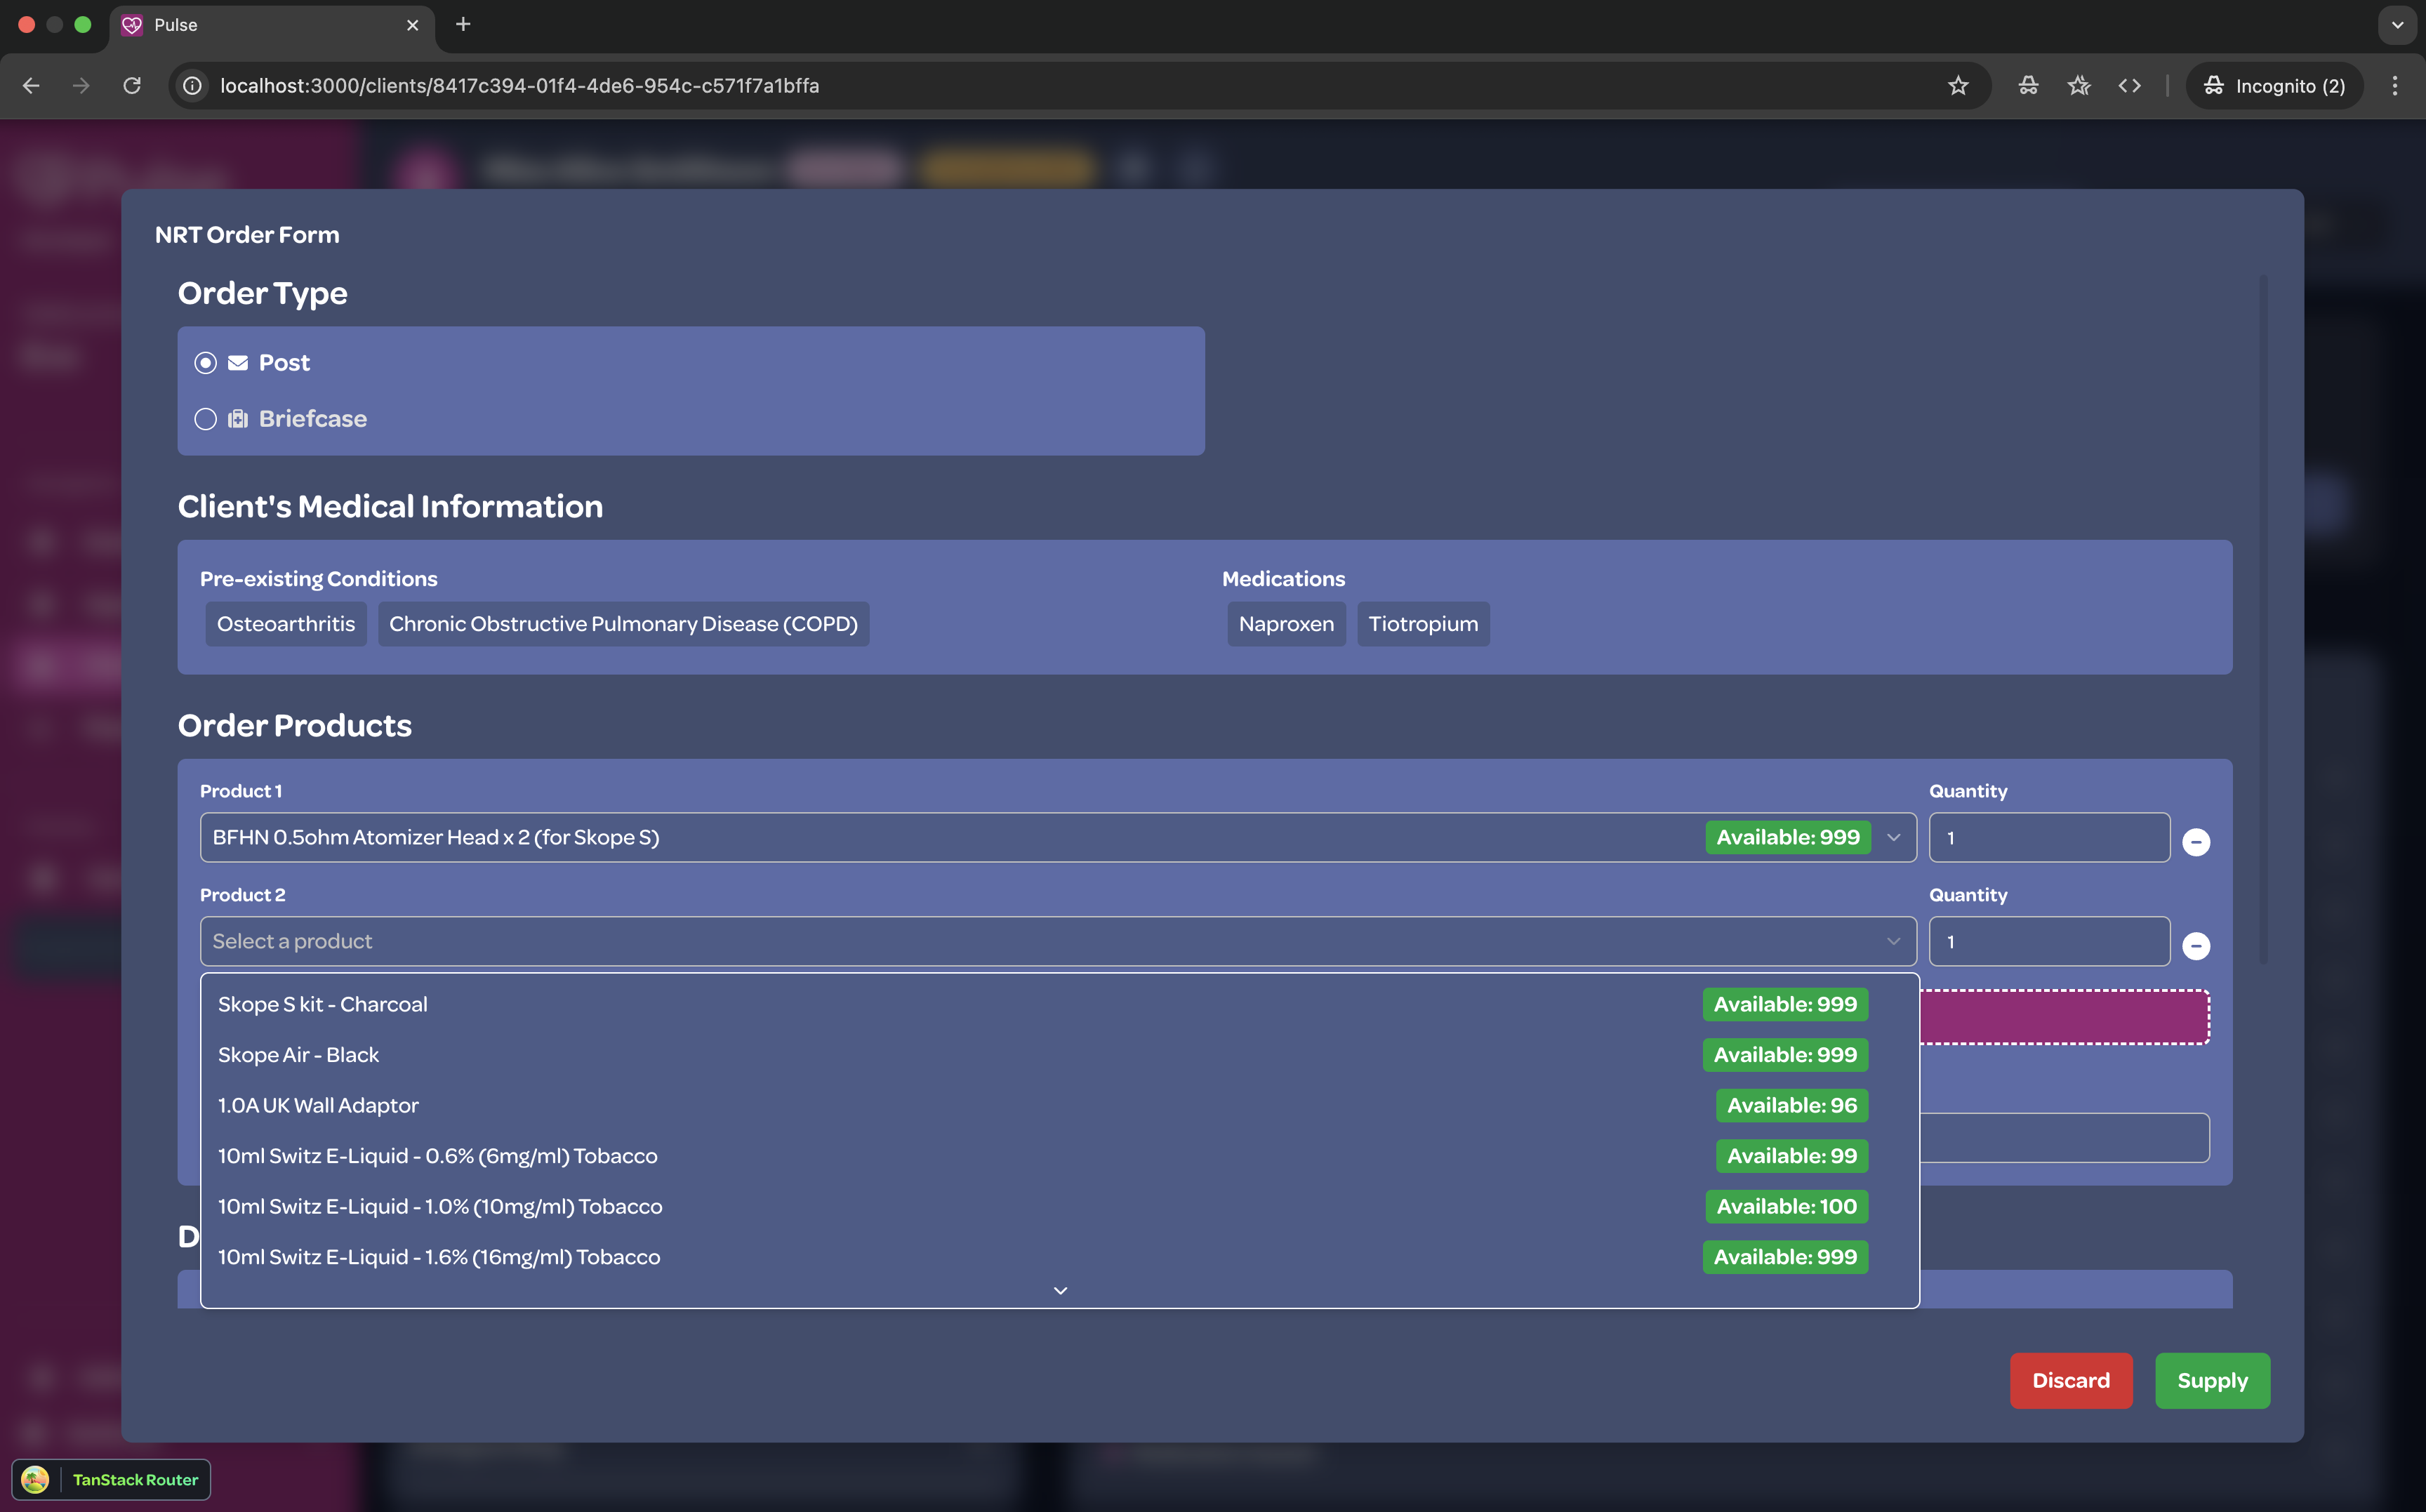 Pulse
localhost:3000/clients/8417c394-01f4-4de6-954c-c571f7a1bffa
Incognito (2)
NRT Order Form
Order Type
Post
Briefcase
Client's Medical Information
Pre-existing Conditions
Medications
Osteoarthritis
Chronic Obstructive Pulmonary Disease (COPD)
Naproxen
Tiotropium
Order Products
Product 1
Quantity
BFHN 0.5ohm Atomizer Head x 2 (for Skope S)
Available: 999
1
Product 2
Quantity
Select a product
1
Skope S kit - Charcoal
Available: 999
Skope Air - Black
Available: 999
1.0A UK Wall Adaptor
Available: 96
10ml Switz E-Liquid - 0.6% (6mg/ml) Tobacco
Available: 99
10ml Switz E-Liquid - 1.0% (10mg/ml) Tobacco
Available: 100
10ml Switz E-Liquid - 1.6% (16mg/ml) Tobacco
Available: 999
D
Discard
Supply
TanStack Router